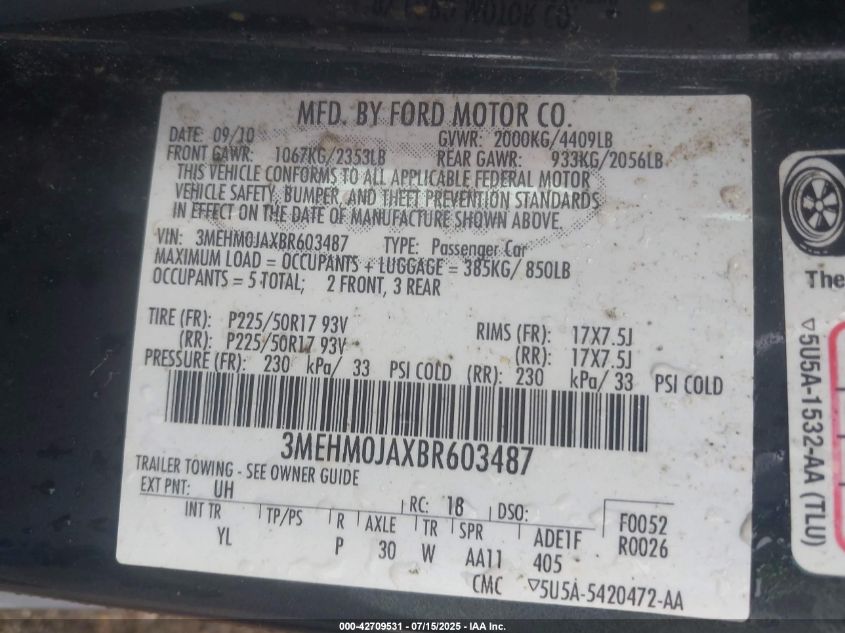 MFD. BY FORD MOTOR CO.
DATE: 09/10 GVWR: 2000KG/4409LB
FRONT GAWR: 1067KG/2353LB REAR GAWR: 933KG/2056LB
THIS VEHICLE CONFORMS TO ALL APPLICABLE FEDERAL MOTOR
VEHICLE SAFETY, BUMPER, AND THEFT PREVENTION STANDARDS
IN EFFECT ON THE DATE OF MANUFACTURE SHOWN ABOVE.
VIN: 3MEHM0JAXBR603487 TYPE: Passenger Car
MAXIMUM LOAD = OCCUPANTS + LUGGAGE = 385KG/ 850LB
OCCUPANTS = 5 TOTAL; 2 FRONT, 3 REAR
TIRE (FR): P225/50R17 93V RIMS (FR): 17X7.5J
(RR): P225/50R17 93V (RR): 17X7.5J
PRESSURE (FR): 230 kPa/ 33 PSI COLD (RR): 230 kPa/ 33 PSI COLD
3MEHM0JAXBR603487
TRAILER TOWING - SEE OWNER GUIDE
EXT PNT: UH RC: 18 DSO:
INT TR TP/PS R AXLE TR SPR ADE1F F0052
YL P 30 W AA11 405 R0026
CMC ▽5U5A-5420472-AA
The
▽5U5A-1532-AA (TLU)
000-42709531 - 07/15/2025 - IAA Inc.